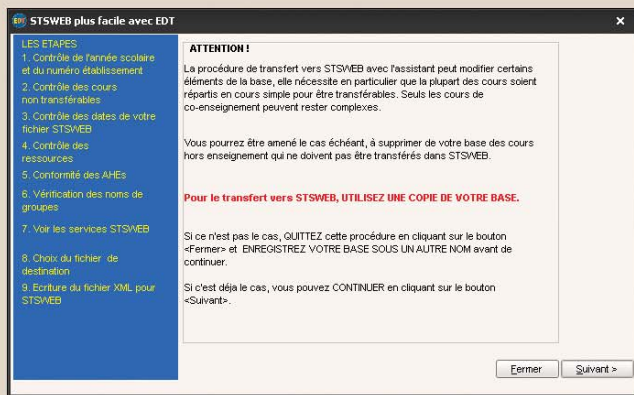 EDT STSWEB plus facile avec EDT
LES ETAPES
1. Contrôle de l'année scolaire
et du numéro établissement
2. Contrôle des cours
non transférables
3. Contrôle des dates de votre
fichier STSWEB
4. Contrôle des
ressources
5. Conformité des AHEs
6. Vérification des noms de
groupes
7. Voir les services STSWEB
8. Choix du fichier de
destination
9. Ecriture du fichier XML pour
STSWEB
ATTENTION !
La procédure de transfert vers STSWEB avec l'assistant peut modifier certains
éléments de la base, elle nécessite en particulier que la plupart des cours soient
répartis en cours simple pour être transférables. Seuls les cours de
co-enseignement peuvent rester complexes.
Vous pourrez être amené le cas échéant, à supprimer de votre base des cours
hors enseignement qui ne doivent pas être transférés dans STSWEB.
Pour le transfert vers STSWEB, UTILISEZ UNE COPIE DE VOTRE BASE.
Si ce n'est pas le cas, QUITTEZ cette procédure en cliquant sur le bouton
<Fermer> et ENREGISTREZ VOTRE BASE SOUS UN AUTRE NOM avant de
continuer.
Si c'est déja le cas, vous pouvez CONTINUER en cliquant sur le bouton
<Suivant>.
Fermer Suivant >